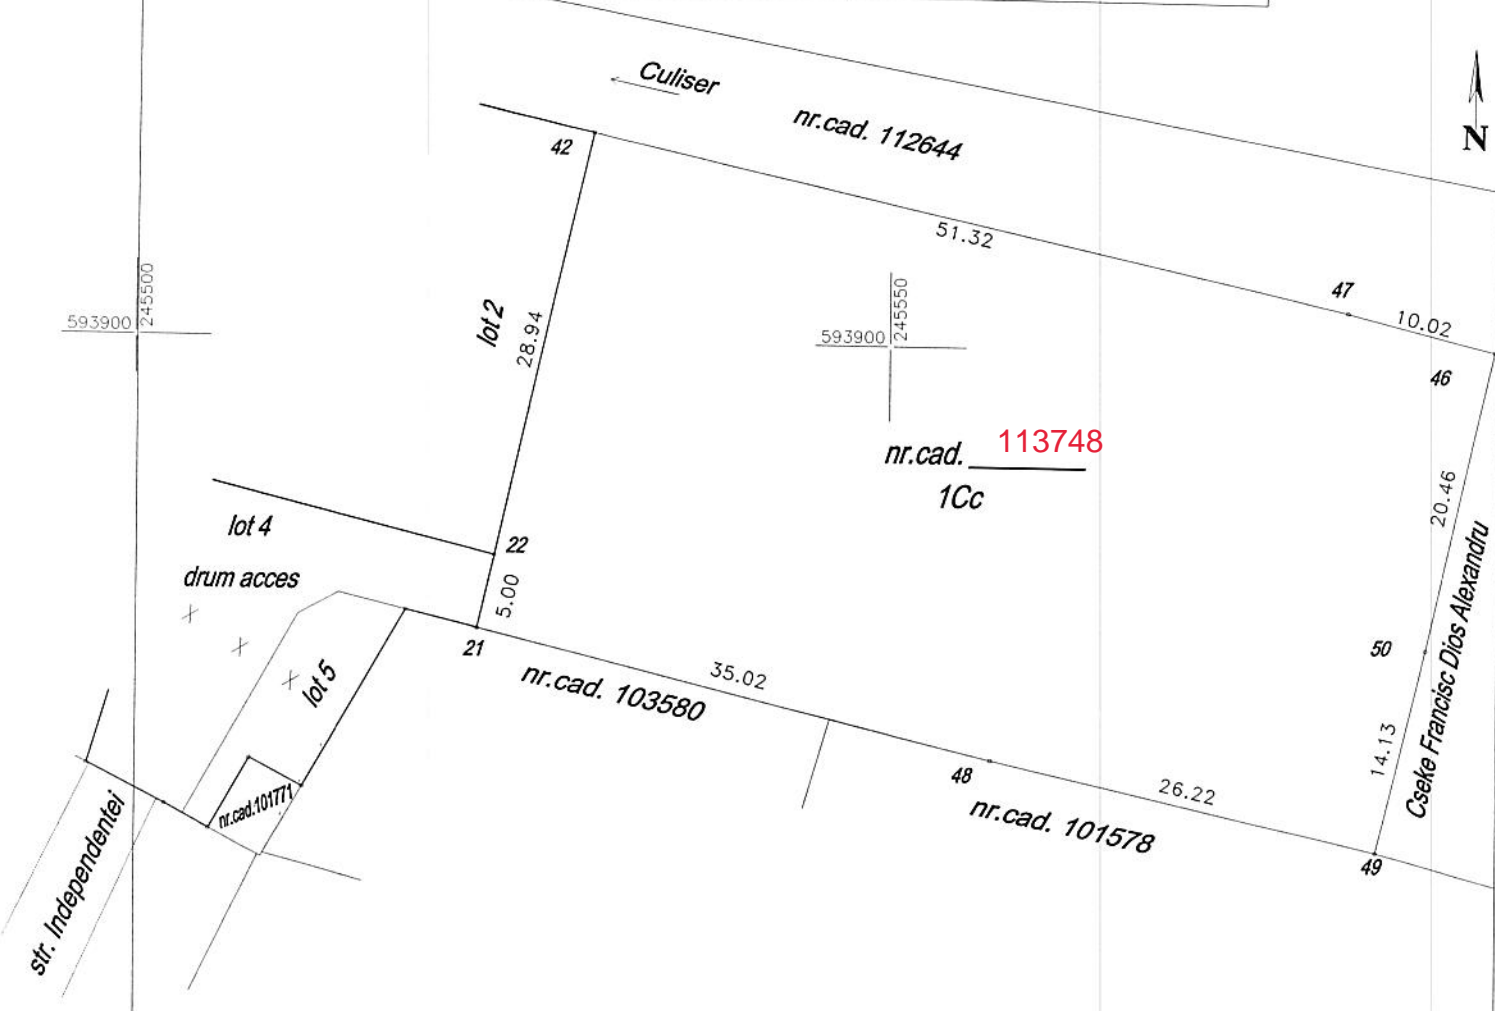 Culiser
nr.cad. 112644
N
42
51.32
47
10.02
46
593900
245500
lot 2
28.94
593900
245550
nr.cad. 113748
1Cc
20.46
lot 4
22
drum acces
5.00
lot 5
21
nr.cad. 103580
35.02
50
Cseke Francisc Dios Alexandru
14.13
48
26.22
nr.cad. 101578
49
nr.cad.101771
str. Independentei